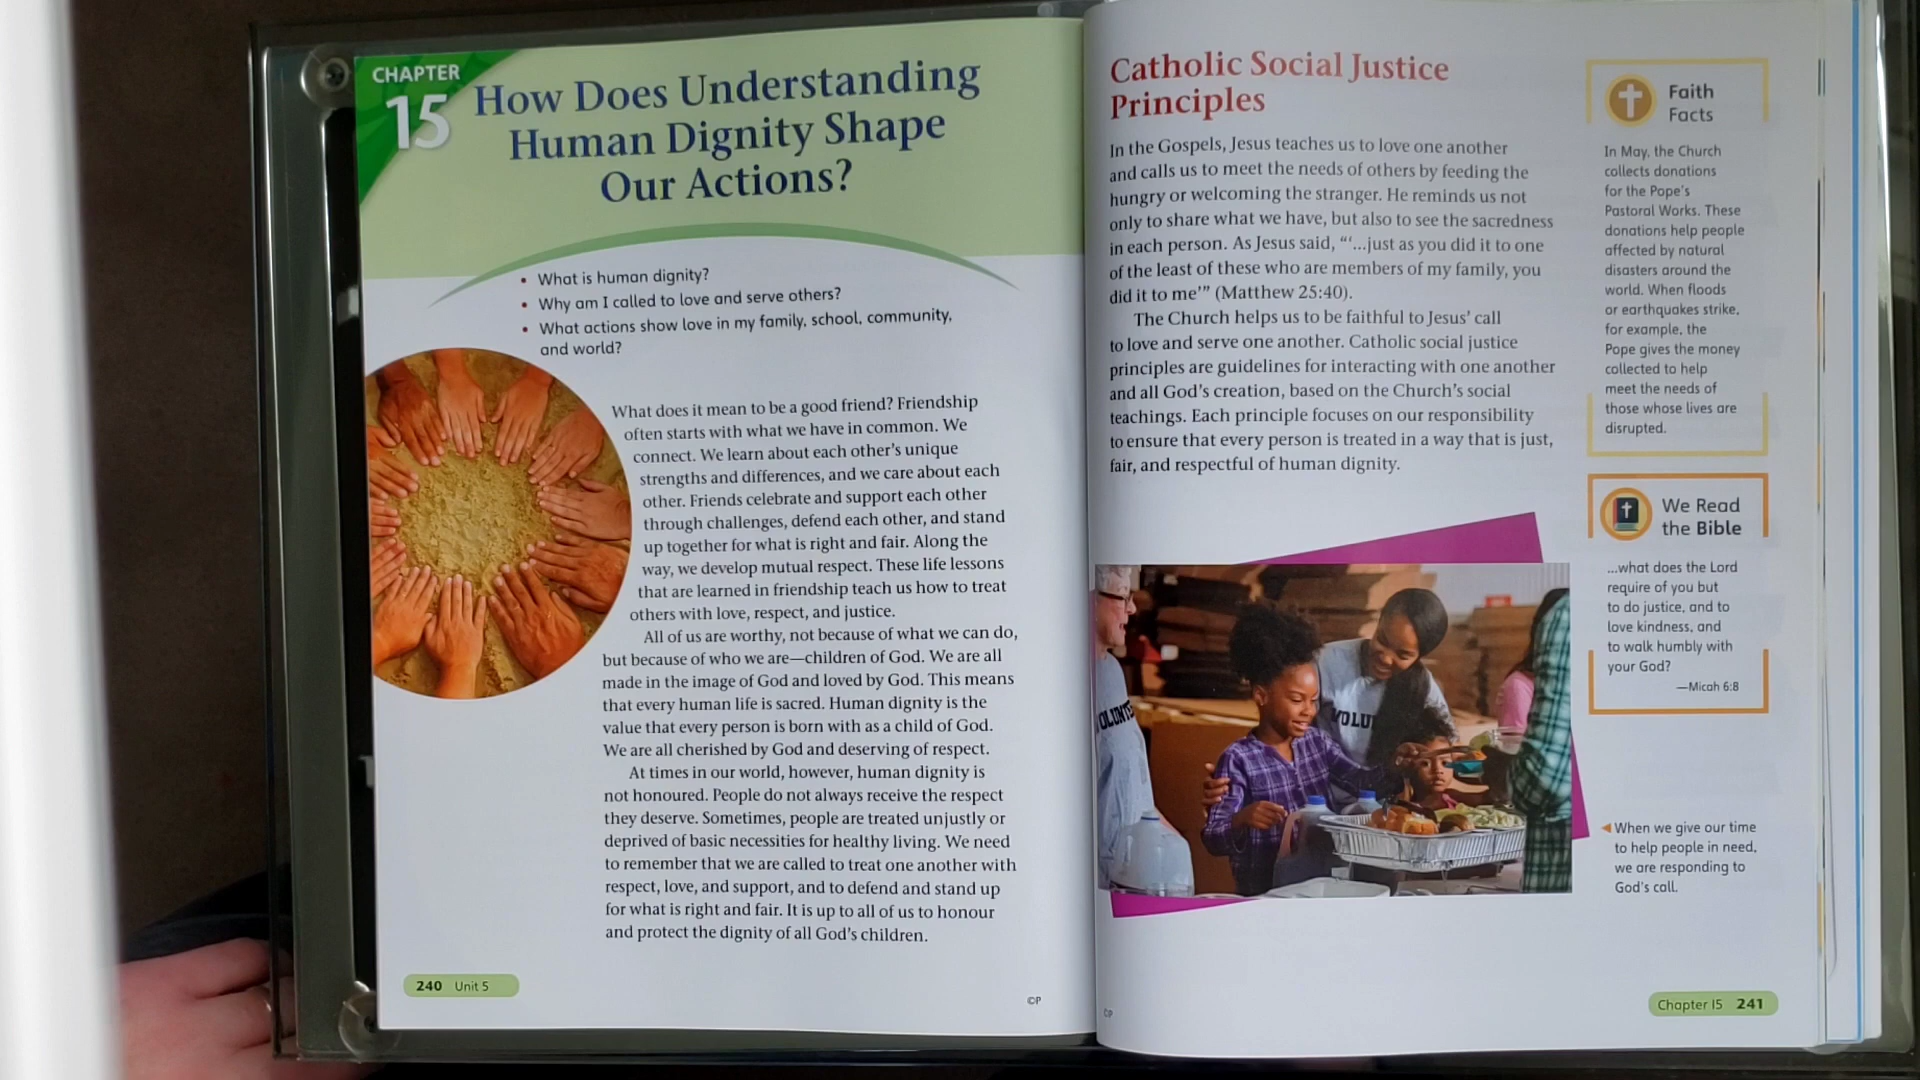 CHAPTER
15
How Does Understanding
Human Dignity Shape
Our Actions?
• What is human dignity?
• Why am I called to love and serve others?
• What actions show love in my family, school, community,
and world?
What does it mean to be a good friend? Friendship
often starts with what we have in common. We
connect. We learn about each other's unique
strengths and differences, and we care about each
other. Friends celebrate and support each other
through challenges, defend each other, and stand
up together for what is right and fair. Along the
way, we develop mutual respect. These life lessons
that are learned in friendship teach us how to treat
others with love, respect, and justice.
All of us are worthy, not because of what we can do,
but because of who we are—children of God. We are all
made in the image of God and loved by God. This means
that every human life is sacred. Human dignity is the
value that every person is born with as a child of God.
We are all cherished by God and deserving of respect.
At times in our world, however, human dignity is
not honoured. People do not always receive the respect
they deserve. Sometimes, people are treated unjustly or
deprived of basic necessities for healthy living. We need
to remember that we are called to treat one another with
respect, love, and support, and to defend and stand up
for what is right and fair. It is up to all of us to honour
and protect the dignity of all God's children.
240 Unit 5
©P
Catholic Social Justice
Principles
In the Gospels, Jesus teaches us to love one another
and calls us to meet the needs of others by feeding the
hungry or welcoming the stranger. He reminds us not
only to share what we have, but also to see the sacredness
in each person. As Jesus said, "'...just as you did it to one
of the least of these who are members of my family, you
did it to me'" (Matthew 25:40).
The Church helps us to be faithful to Jesus' call
to love and serve one another. Catholic social justice
principles are guidelines for interacting with one another
and all God's creation, based on the Church's social
teachings. Each principle focuses on our responsibility
to ensure that every person is treated in a way that is just,
fair, and respectful of human dignity.
OLUNTE
VOLU
©P
Faith
Facts
In May, the Church
collects donations
for the Pope's
Pastoral Works. These
donations help people
affected by natural
disasters around the
world. When floods
or earthquakes strike,
for example, the
Pope gives the money
collected to help
meet the needs of
those whose lives are
disrupted.
We Read
the Bible
...what does the Lord
require of you but
to do justice, and to
love kindness, and
to walk humbly with
your God?
—Micah 6:8
When we give our time
to help people in need,
we are responding to
God's call.
Chapter 15 241